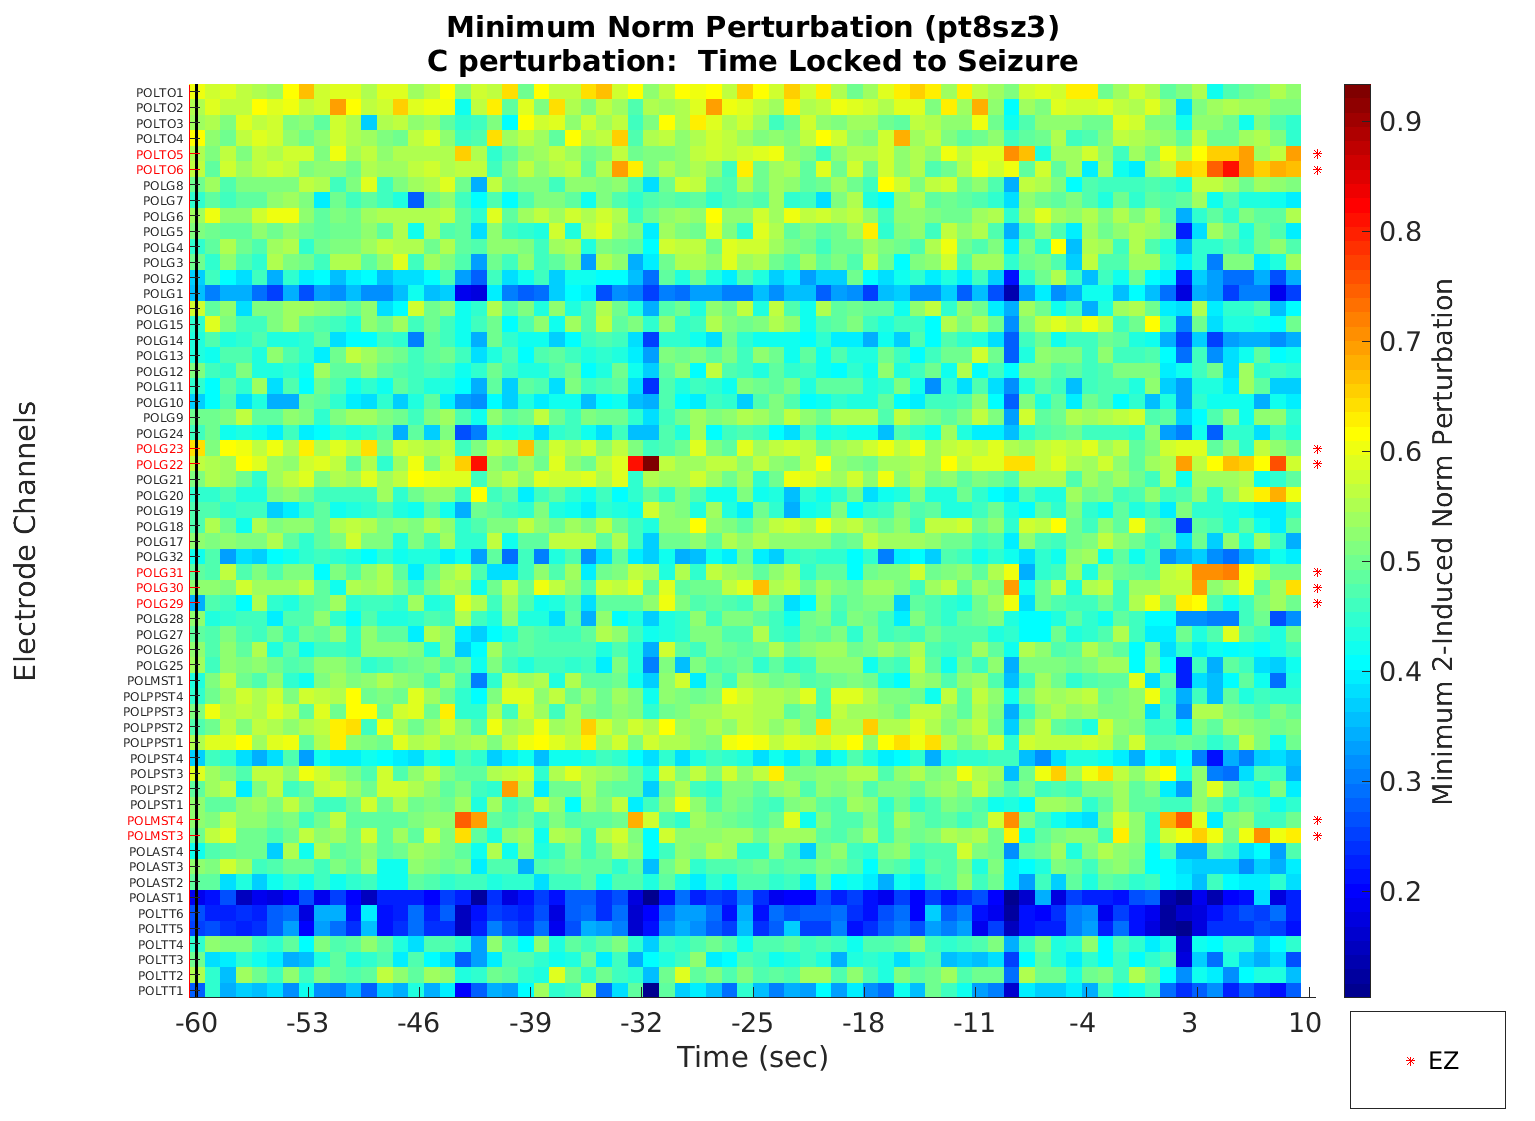 Minimum Norm Perturbation (pt8sz3)
C perturbation:  Time Locked to Seizure
Electrode Channels
POLTO1
POLTO2
POLTO3
POLTO4
POLTO5
POLTO6
POLG8
POLG7
POLG6
POLG5
POLG4
POLG3
POLG2
POLG1
POLG16
POLG15
POLG14
POLG13
POLG12
POLG11
POLG10
POLG9
POLG24
POLG23
POLG22
POLG21
POLG20
POLG19
POLG18
POLG17
POLG32
POLG31
POLG30
POLG29
POLG28
POLG27
POLG26
POLG25
POLMST1
POLPPST4
POLPPST3
POLPPST2
POLPPST1
POLPST4
POLPST3
POLPST2
POLPST1
POLMST4
POLMST3
POLAST4
POLAST3
POLAST2
POLAST1
POLTT6
POLTT5
POLTT4
POLTT3
POLTT2
POLTT1
-60 -53 -46 -39 -32 -25 -18 -11 -4 3 10
Time (sec)
0.9
0.8
0.7
0.6
0.5
0.4
0.3
0.2
Minimum 2-Induced Norm Perturbation
* EZ